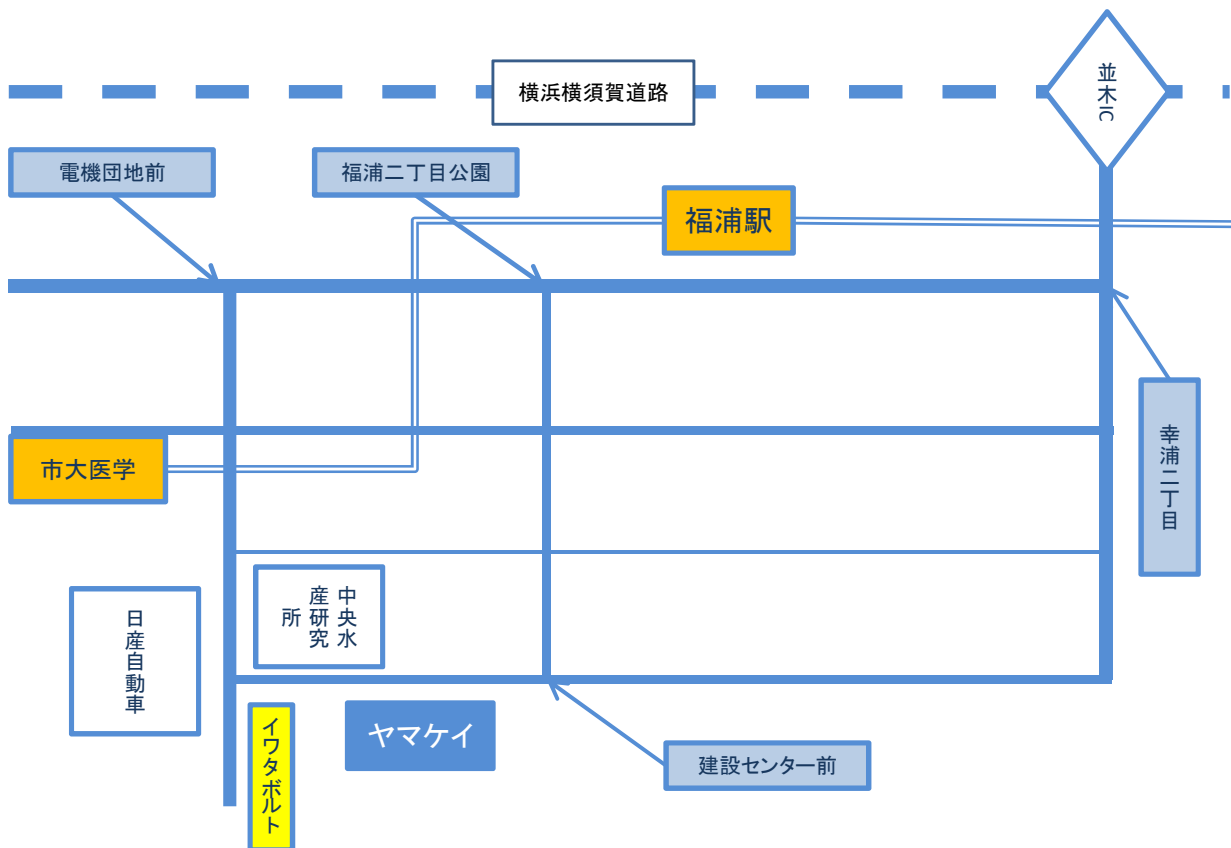 横浜横須賀道路
並木IC
電機団地前
福浦二丁目公園
福浦駅
市大医学
幸浦二丁目
中央水
産研究
所
日産自動車
イワタボルト
ヤマケイ
建設センター前